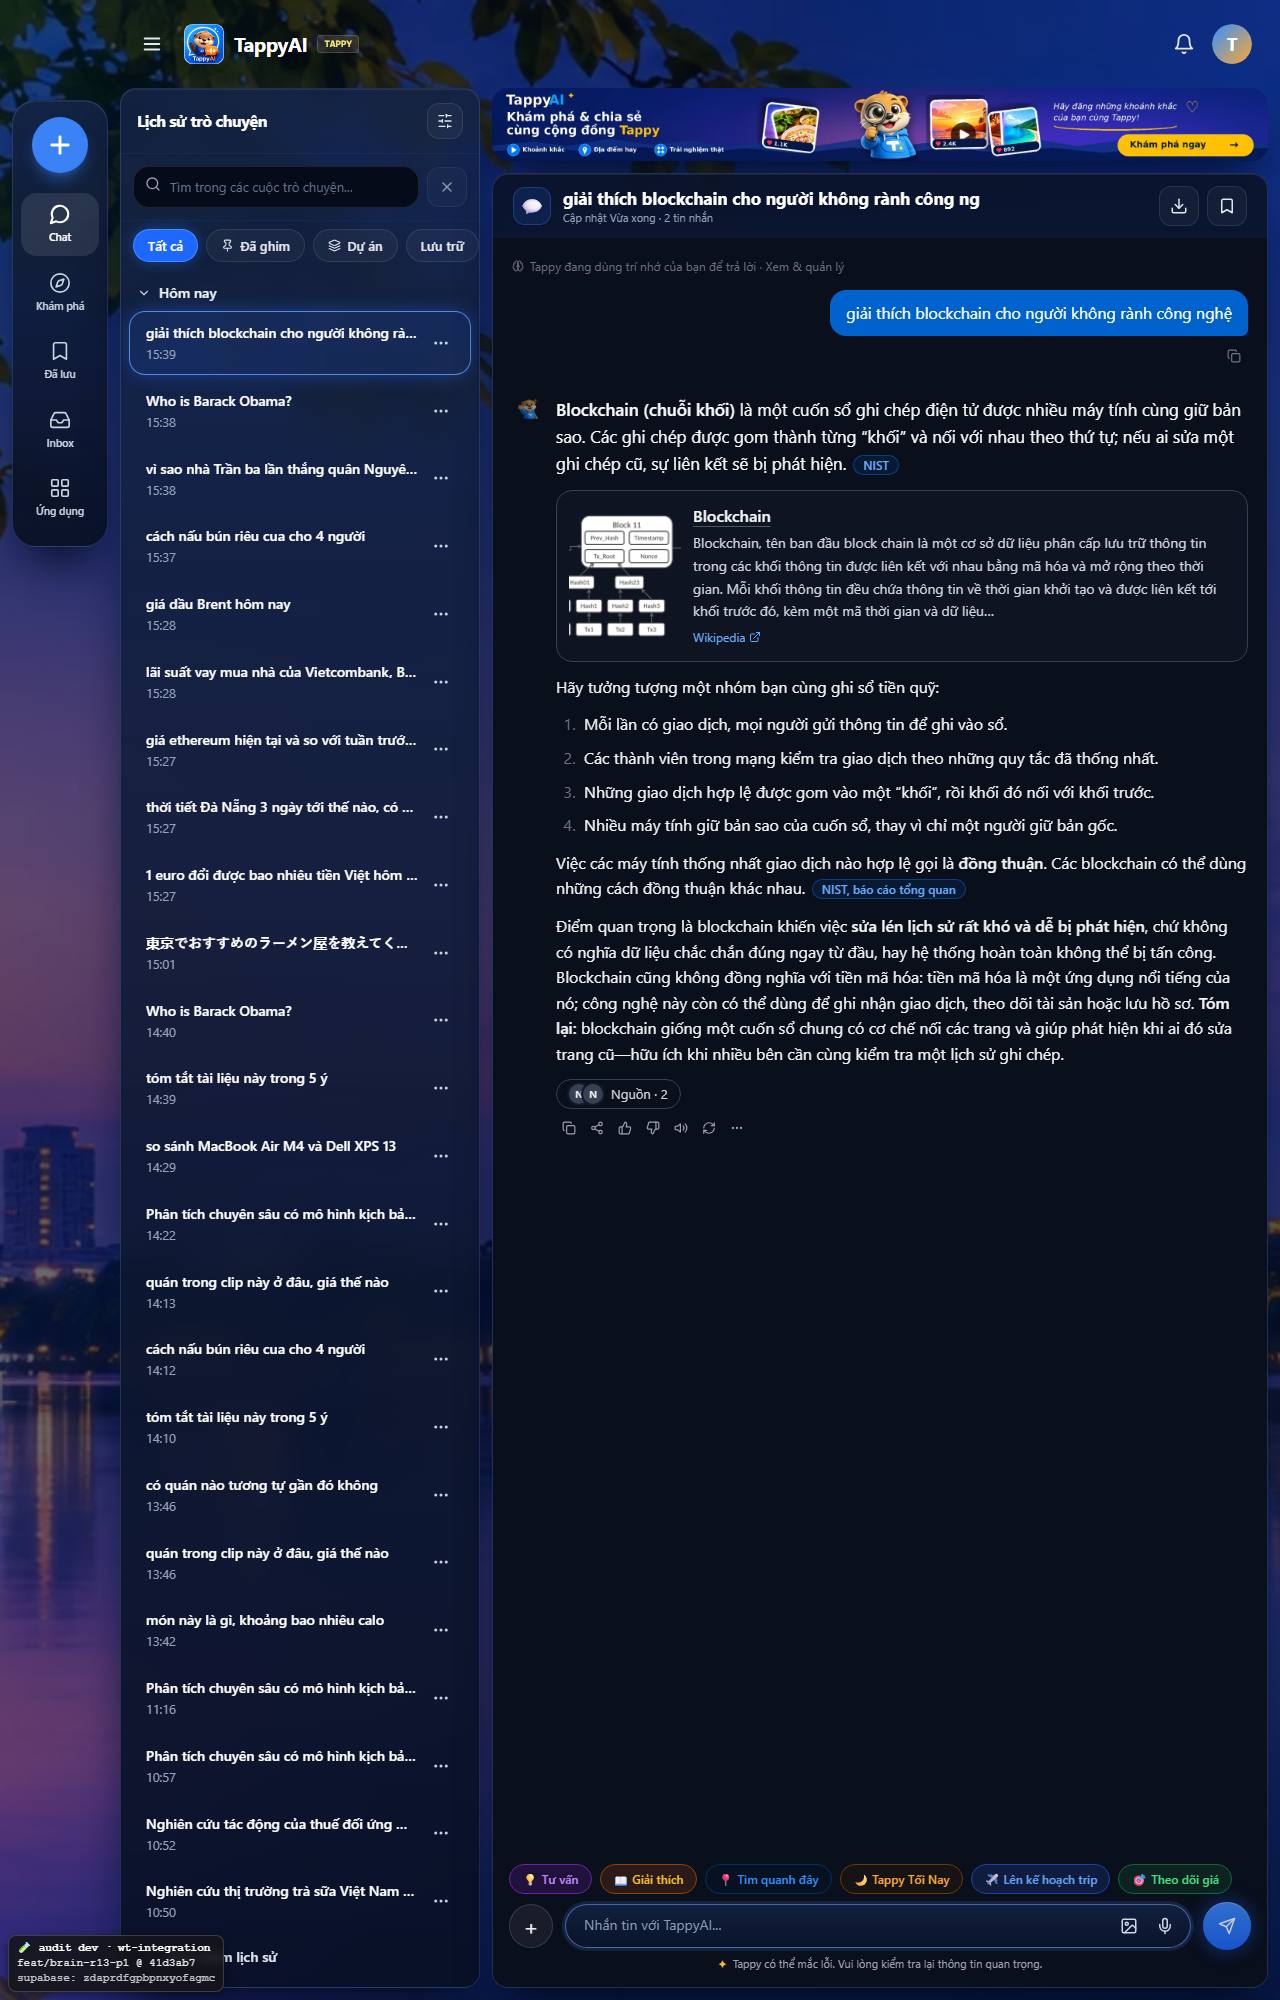 TappyAI TAPPY
T
Lịch sử trò chuyện
Tìm trong các cuộc trò chuyện...
Tất cả
Đã ghim
Dự án
Lưu trữ
Chat
Khám phá
Đã lưu
Inbox
Ứng dụng
Hôm nay
giải thích blockchain cho người không rà...
15:39
Who is Barack Obama?
15:38
vì sao nhà Trần ba lần thắng quân Nguyê...
15:38
cách nấu bún riêu cua cho 4 người
15:37
giá dầu Brent hôm nay
15:28
lãi suất vay mua nhà của Vietcombank, B...
15:28
giá ethereum hiện tại và so với tuần trướ...
15:27
thời tiết Đà Nẵng 3 ngày tới thế nào, có ...
15:27
1 euro đổi được bao nhiêu tiền Việt hôm ...
15:27
東京でおすすめのラーメン屋を教えてく...
15:01
Who is Barack Obama?
14:40
tóm tắt tài liệu này trong 5 ý
14:39
so sánh MacBook Air M4 và Dell XPS 13
14:29
Phân tích chuyên sâu có mô hình kịch bả...
14:22
quán trong clip này ở đâu, giá thế nào
14:13
cách nấu bún riêu cua cho 4 người
14:12
tóm tắt tài liệu này trong 5 ý
14:10
có quán nào tương tự gần đó không
13:46
quán trong clip này ở đâu, giá thế nào
13:46
món này là gì, khoảng bao nhiêu calo
13:42
Phân tích chuyên sâu có mô hình kịch bả...
11:16
Phân tích chuyên sâu có mô hình kịch bả...
10:57
Nghiên cứu tác động của thuế đối ứng ...
10:52
Nghiên cứu thị trường trà sữa Việt Nam ...
10:50
lịch sử
audit dev · wt-integration
feat/brain-r13-p1 @ 41d3ab7
supabase: zdaprdfgpbpnxyofagmc
TappyAI
Khám phá & chia sẻ
cùng cộng đồng Tappy
Khoảnh khắc
Địa điểm hay
Trải nghiệm thật
1.1K
2.4K
892
Hãy đăng những khoảnh khắc
của bạn cùng Tappy!
Khám phá ngay →
giải thích blockchain cho người không rành công ng
Cập nhật Vừa xong · 2 tin nhắn
Tappy đang dùng trí nhớ của bạn để trả lời · Xem & quản lý
giải thích blockchain cho người không rành công nghệ
Blockchain (chuỗi khối) là một cuốn sổ ghi chép điện tử được nhiều máy tính cùng giữ bản
sao. Các ghi chép được gom thành từng “khối” và nối với nhau theo thứ tự; nếu ai sửa một
ghi chép cũ, sự liên kết sẽ bị phát hiện. NIST
Block 11
Prev_Hash Timestamp
Tx_Root Nonce
Hash01 Hash23
Hash1 Hash2 Hash3
Tx1 Tx2 Tx3
Blockchain
Blockchain, tên ban đầu block chain là một cơ sở dữ liệu phân cấp lưu trữ thông tin
trong các khối thông tin được liên kết với nhau bằng mã hóa và mở rộng theo thời
gian. Mỗi khối thông tin đều chứa thông tin về thời gian khởi tạo và được liên kết tới
khối trước đó, kèm một mã thời gian và dữ liệu...
Wikipedia
Hãy tưởng tượng một nhóm bạn cùng ghi sổ tiền quỹ:
1. Mỗi lần có giao dịch, mọi người gửi thông tin để ghi vào sổ.
2. Các thành viên trong mạng kiểm tra giao dịch theo những quy tắc đã thống nhất.
3. Những giao dịch hợp lệ được gom vào một “khối”, rồi khối đó nối với khối trước.
4. Nhiều máy tính giữ bản sao của cuốn sổ, thay vì chỉ một người giữ bản gốc.
Việc các máy tính thống nhất giao dịch nào hợp lệ gọi là đồng thuận. Các blockchain có thể dùng
những cách đồng thuận khác nhau. NIST, báo cáo tổng quan
Điểm quan trọng là blockchain khiến việc sửa lén lịch sử rất khó và dễ bị phát hiện, chứ không
có nghĩa dữ liệu chắc chắn đúng ngay từ đầu, hay hệ thống hoàn toàn không thể bị tấn công.
Blockchain cũng không đồng nghĩa với tiền mã hóa: tiền mã hóa là một ứng dụng nổi tiếng của
nó; công nghệ này còn có thể dùng để ghi nhận giao dịch, theo dõi tài sản hoặc lưu hồ sơ. Tóm
lại: blockchain giống một cuốn sổ chung có cơ chế nối các trang và giúp phát hiện khi ai đó sửa
trang cũ—hữu ích khi nhiều bên cần cùng kiểm tra một lịch sử ghi chép.
N N Nguồn · 2
Tư vấn
Giải thích
Tìm quanh đây
Tappy Tối Nay
Lên kế hoạch trip
Theo dõi giá
Nhắn tin với TappyAI...
Tappy có thể mắc lỗi. Vui lòng kiểm tra lại thông tin quan trọng.